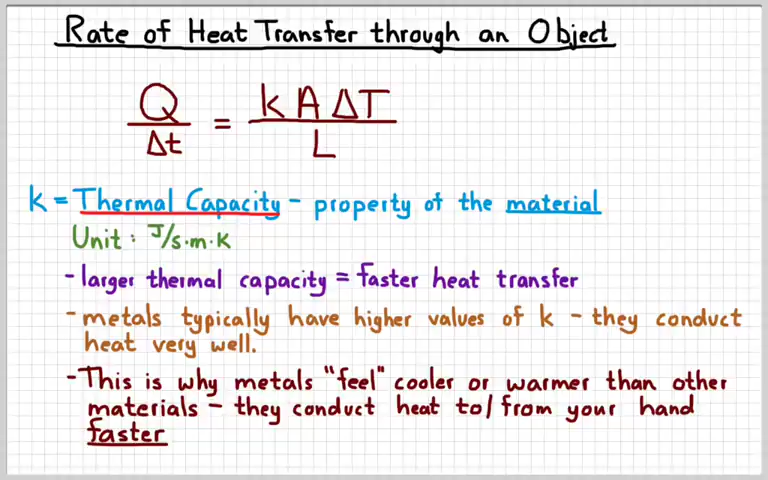 Rate of Heat Transfer through an Object
Q/Δt = k A ΔT/L
k = Thermal Capacity - property of the material
Unit: J/s·m·K
- larger thermal capacity = faster heat transfer
- metals typically have higher values of k - they conduct
heat very well.
- This is why metals "feel" cooler or warmer than other
materials - they conduct heat to/from your hand
faster